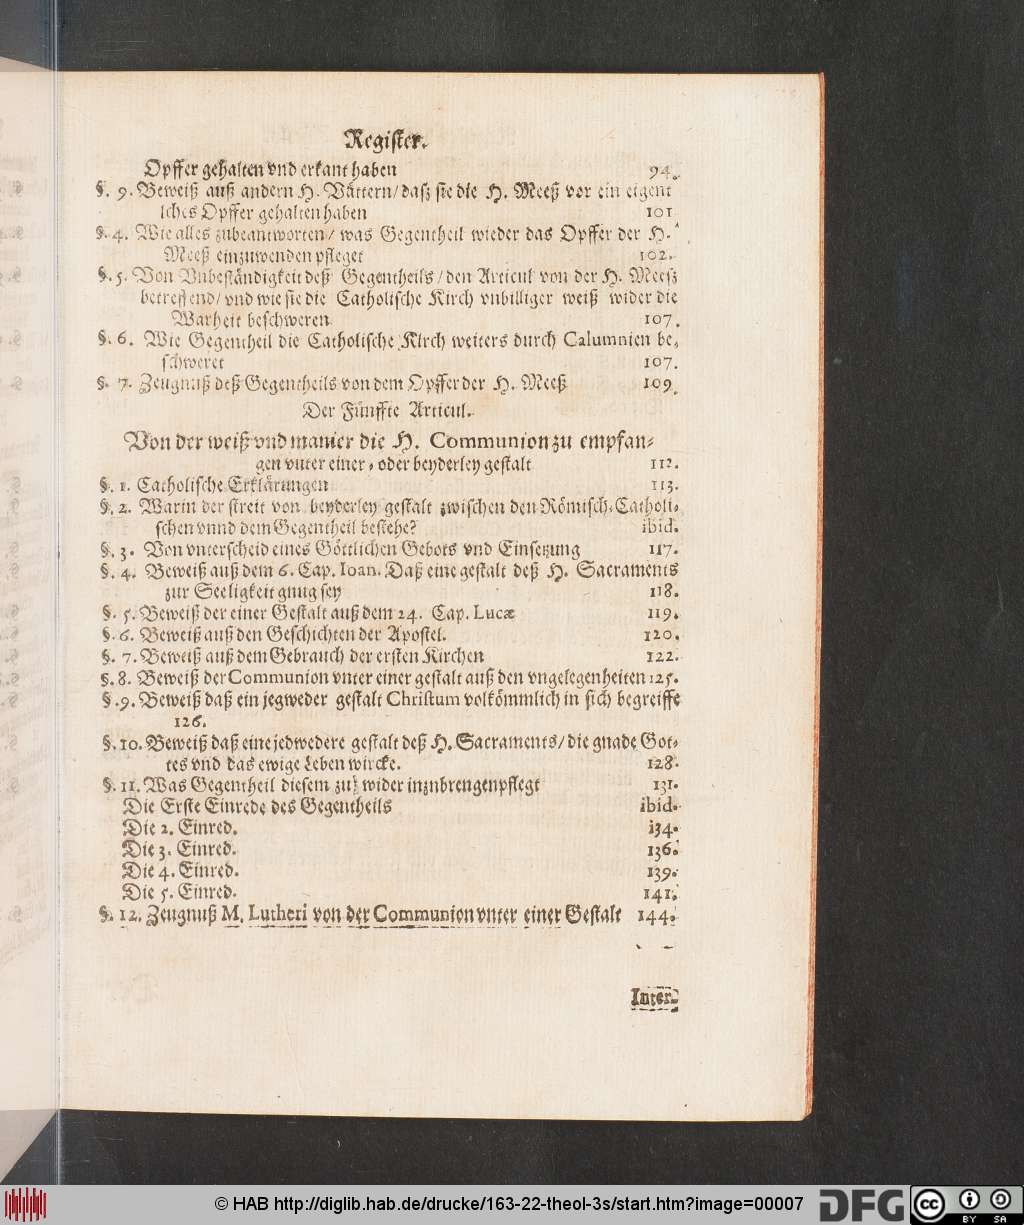 Register.
Opffer gehalten vnd erkant haben 94.
§. 9. Beweiß auß andern H. Vättern/ daß sie die H. Meeß vor ein eigent
lches Opffer gehalten haben 101
§. 4. Wie alles zubeantworten/ was Gegentheil wieder das Opffer der H.
Meeß einzuwenden pfleget 102.
§. 5. Von Vnbeständigkeit deß Gegentheils/ den Articul von der H. Meeß
betreffend/ vnd wie sie die Catholische Kirch vnbilliger weiß wider die
Warheit beschweren 107.
§. 6. Wie Gegentheil die Catholische Kirch weiters durch Calumnien be-
schweret 107.
§. 7. Zeugnuß deß Gegentheils von dem Opffer der H. Meeß 109.
Der Fünffte Articul.
Von der weiß vnd manier die H. Communion zu empfan-
gen vnter einer- oder beyderley gestalt 112.
§. 1. Catholische Erklärungen 113.
§. 2. Warin der streit von beyderley gestalt zwischen den Römisch-Catholi-
schen vnnd dem Gegentheil bestehe? ibid.
§. 3. Von vnterscheid eines Göttlichen Gebots vnd Einsetzung 117.
§. 4. Beweiß auß dem 6. Cap. Ioan. Daß eine gestalt deß H. Sacraments
zur Seeligkeit gnug sey 118.
§. 5. Beweiß der einer Gestalt auß dem 24. Cap. Lucæ 119.
§. 6. Beweiß auß den Geschichten der Apostel. 120.
§. 7. Beweiß auß dem Gebrauch der ersten Kirchen 122.
§. 8. Beweiß der Communion vnter einer gestalt auß den vngelegenheiten 125.
§. 9. Beweiß daß ein jegweder gestalt Christum volkömmlich in sich begreiffe
126.
§. 10. Beweiß daß eine jedwedere gestalt deß H. Sacraments/ die gnade Got-
tes vnd das ewige Leben wircke. 128.
§. 11. Was Gegentheil diesem zu wider inznbrengen pflegt 131.
Die Erste Einrede des Gegentheils ibid.
Die 2. Einred. 134.
Die 3. Einred. 136.
Die 4. Einred. 139.
Die 5. Einred. 141.
§. 12. Zeugnuß M. Lutheri von der Communion vnter einer Gestalt 144.
Inter-
© HAB http://diglib.hab.de/drucke/163-22-theol-3s/start.htm?image=00007
DFG
cc BY SA